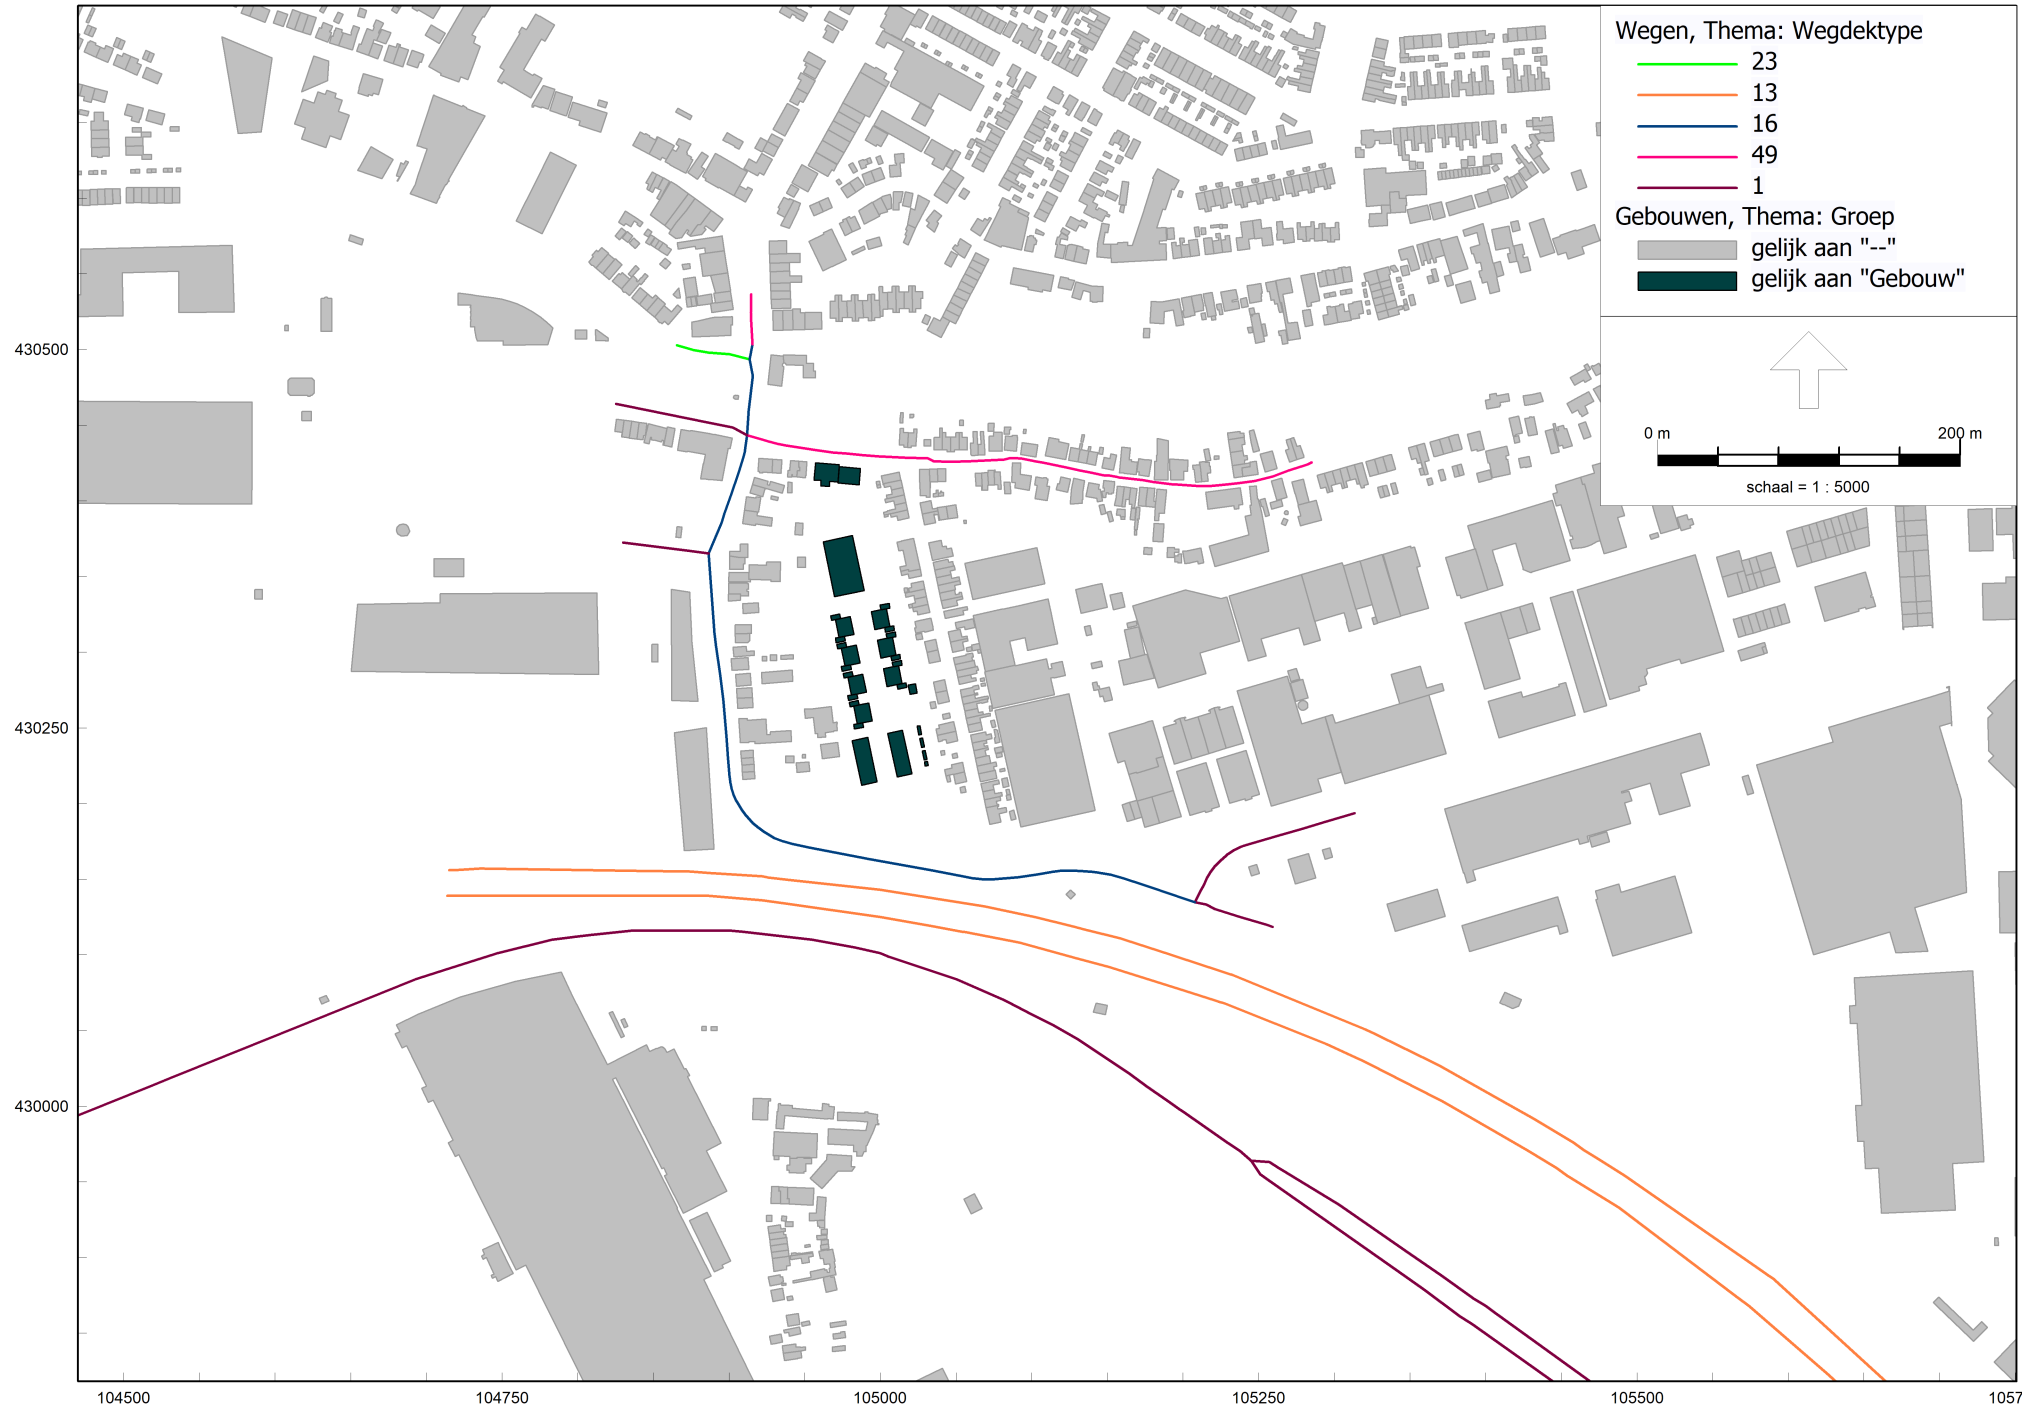 Wegen, Thema: Wegdektype
23
13
16
49
1
Gebouwen, Thema: Groep
gelijk aan "--"
gelijk aan "Gebouw"
0 m
200 m
schaal = 1 : 5000
430500
430250
430000
104500
104750
105000
105250
105500
1057